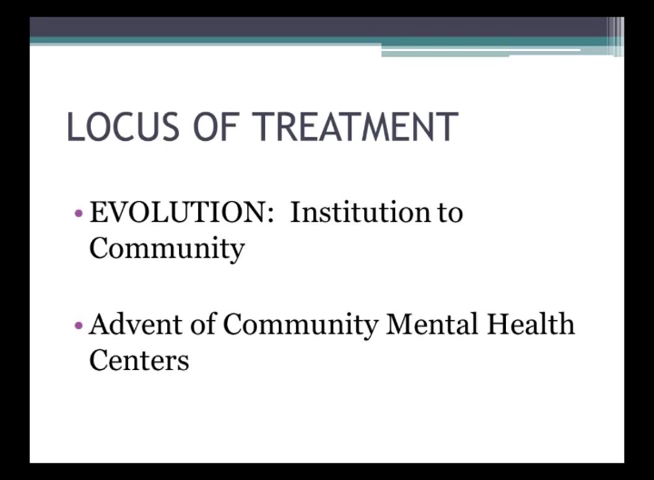 LOCUS OF TREATMENT
• EVOLUTION:  Institution to
Community
• Advent of Community Mental Health
Centers